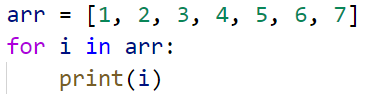 arr = [1, 2, 3, 4, 5, 6, 7]
for i in arr:
    print(i)